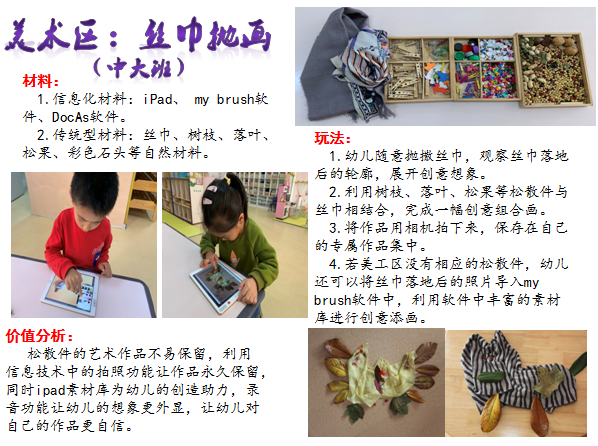 美术区：丝巾抛画
（中大班）
材料：
1.信息化材料：iPad、 my brush软
件、DocAs软件。
2.传统型材料：丝巾、树枝、落叶、
松果、彩色石头等自然材料。
玩法：
1.幼儿随意抛撒丝巾，观察丝巾落地
后的轮廓，展开创意想象。
2.利用树枝、落叶、松果等松散件与
丝巾相结合，完成一幅创意组合画。
3.将作品用相机拍下来，保存在自己
的专属作品集中。
4.若美工区没有相应的松散件，幼儿
还可以将丝巾落地后的照片导入my
brush软件中，利用软件中丰富的素材
库进行创意添画。
价值分析：
松散件的艺术作品不易保留，利用
信息技术中的拍照功能让作品永久保留，
同时ipad素材库为幼儿的创造助力，录
音功能让幼儿的想象更外显，让幼儿对
自己的作品更自信。